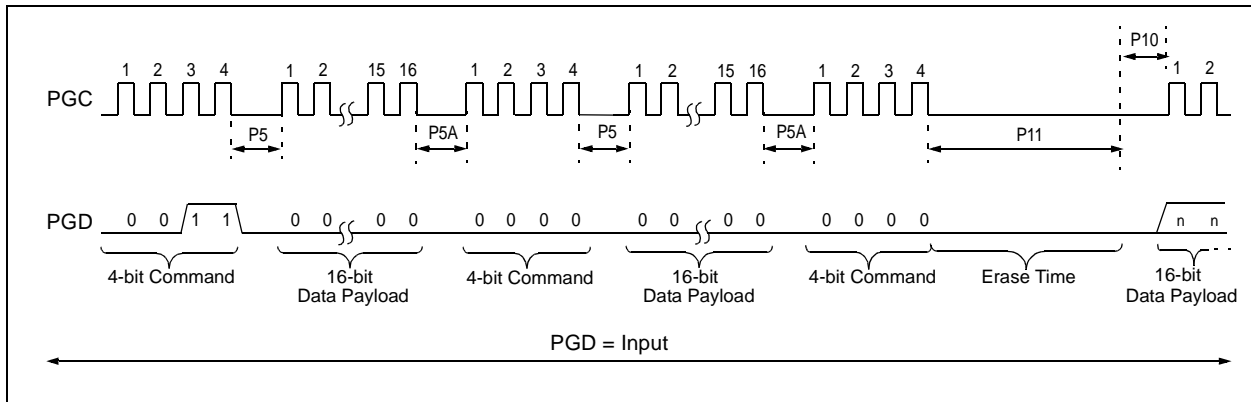 P10
1 2 3 4 1 2 15 16 1 2 3 4 1 2 15 16 1 2 3 4 1 2
PGC
P5 P5A P5 P5A P11
PGD 0 0 1 1 0 0 0 0 0 0 0 0 0 0 0 0 0 0 0 0 n n
4-bit Command 16-bit 4-bit Command 16-bit 4-bit Command Erase Time 16-bit
Data Payload Data Payload Data Payload
PGD = Input